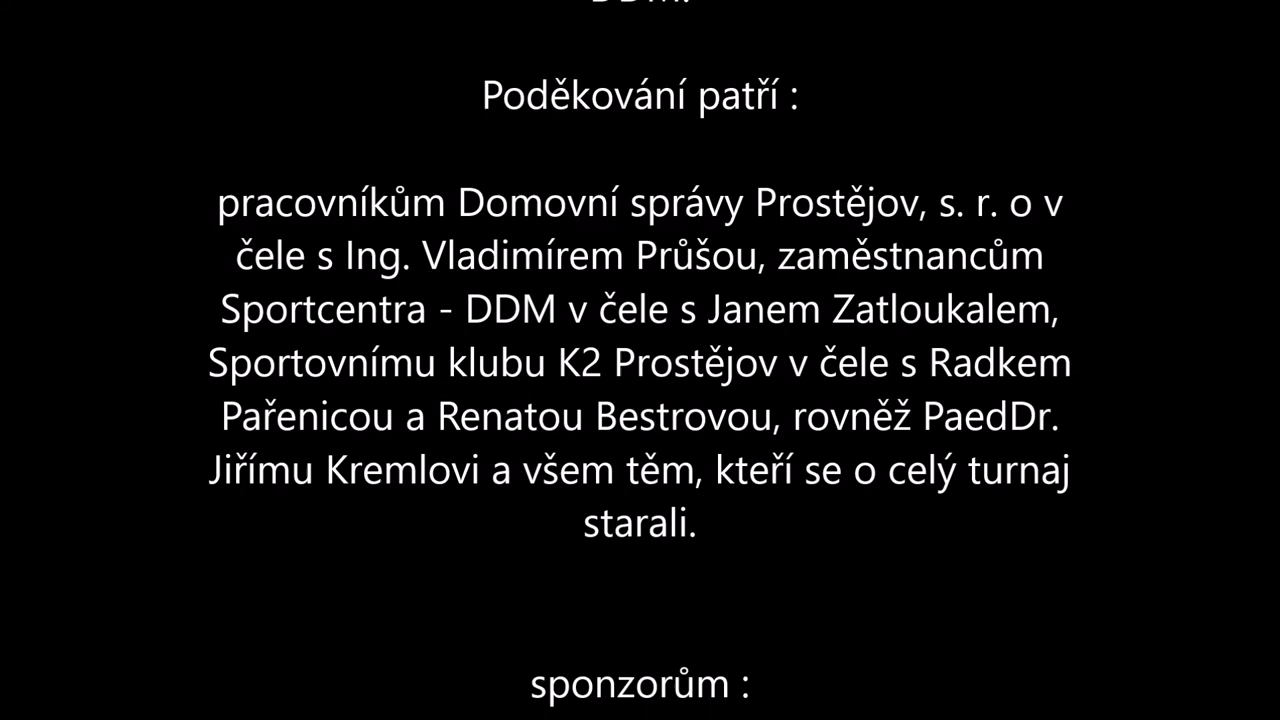 DDM.
Poděkování patří :
pracovníkům Domovní správy Prostějov, s. r. o v
čele s Ing. Vladimírem Průšou, zaměstnancům
Sportcentra - DDM v čele s Janem Zatloukalem,
Sportovnímu klubu K2 Prostějov v čele s Radkem
Pařenicou a Renatou Bestrovou, rovněž PaedDr.
Jiřímu Kremlovi a všem těm, kteří se o celý turnaj
starali.
sponzorům :